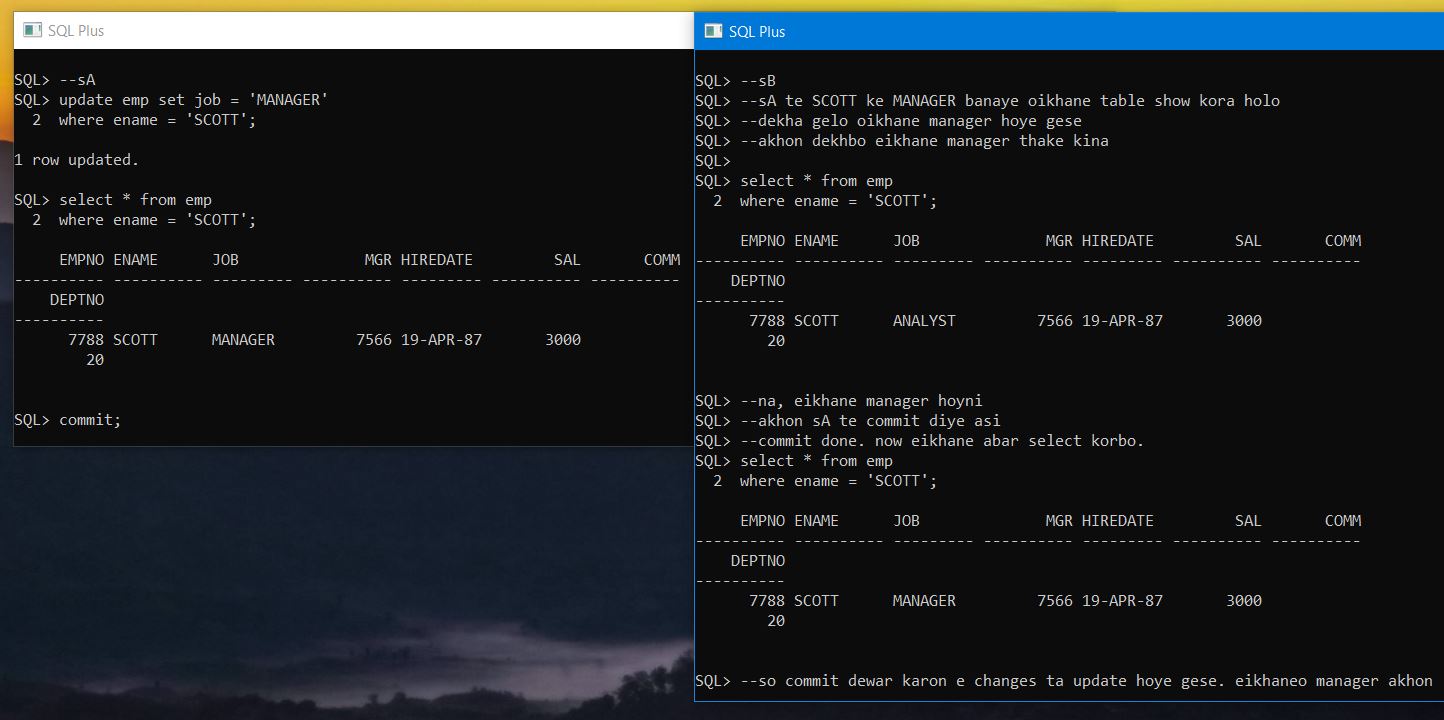 SQL Plus
SQL> --sA
SQL> update emp set job = 'MANAGER'
  2  where ename = 'SCOTT';
1 row updated.
SQL> select * from emp
  2  where ename = 'SCOTT';
     EMPNO ENAME      JOB              MGR HIREDATE         SAL       COMM
---------- ---------- --------- ---------- --------- ---------- ----------
    DEPTNO
----------
      7788 SCOTT      MANAGER         7566 19-APR-87       3000
        20
SQL> commit;
SQL Plus
SQL> --sB
SQL> --sA te SCOTT ke MANAGER banaye oikhane table show kora holo
SQL> --dekha gelo oikhane manager hoye gese
SQL> --akhon dekhbo eikhane manager thake kina
SQL>
SQL> select * from emp
  2  where ename = 'SCOTT';
     EMPNO ENAME      JOB              MGR HIREDATE         SAL       COMM
---------- ---------- --------- ---------- --------- ---------- ----------
    DEPTNO
----------
      7788 SCOTT      ANALYST         7566 19-APR-87       3000
        20
SQL> --na, eikhane manager hoyni
SQL> --akhon sA te commit diye asi
SQL> --commit done. now eikhane abar select korbo.
SQL> select * from emp
  2  where ename = 'SCOTT';
     EMPNO ENAME      JOB              MGR HIREDATE         SAL       COMM
---------- ---------- --------- ---------- --------- ---------- ----------
    DEPTNO
----------
      7788 SCOTT      MANAGER         7566 19-APR-87       3000
        20
SQL> --so commit dewar karon e changes ta update hoye gese. eikhaneo manager akhon